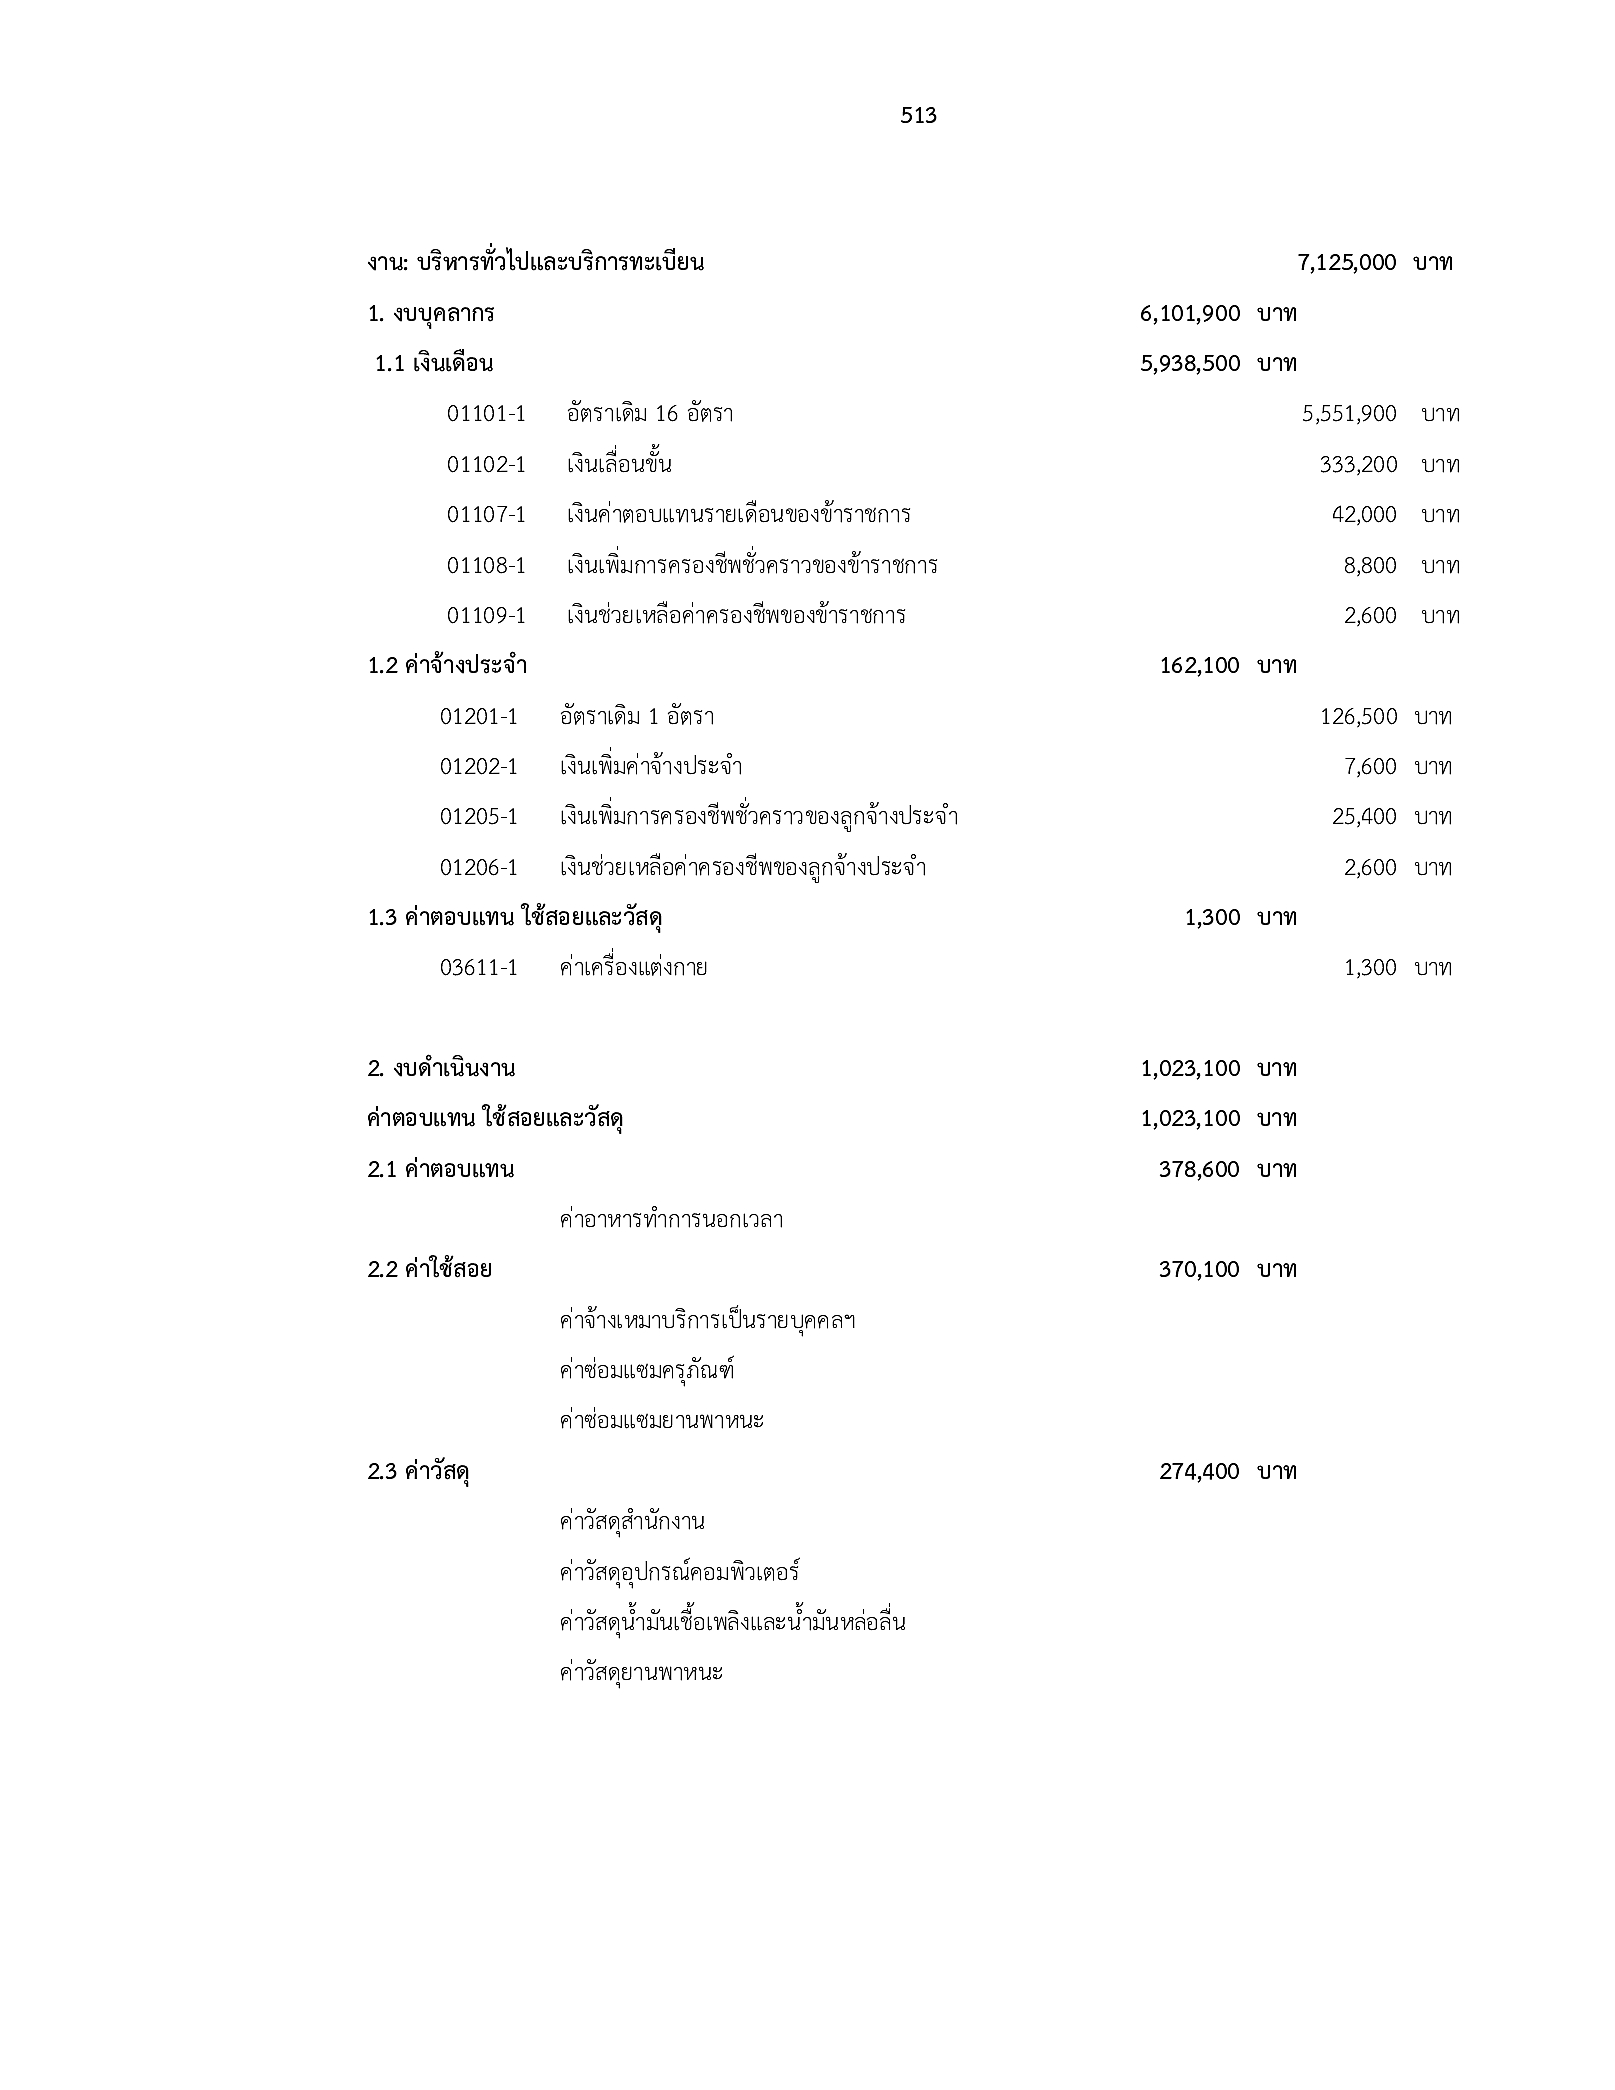 513
งาน: บริหารทั่วไปและบริการทะเบียน 7,125,000 บาท
1. งบบุคลากร 6,101,900 บาท
1.1 เงินเดือน 5,938,500 บาท
01101-1 อัตราเดิม 16 อัตรา 5,551,900 บาท
01102-1 เงินเลื่อนขั้น 333,200 บาท
01107-1 เงินค่าตอบแทนรายเดือนของข้าราชการ 42,000 บาท
01108-1 เงินเพิ่มการครองชีพชั่วคราวของข้าราชการ 8,800 บาท
01109-1 เงินช่วยเหลือค่าครองชีพของข้าราชการ 2,600 บาท
1.2 ค่าจ้างประจำ 162,100 บาท
01201-1 อัตราเดิม 1 อัตรา 126,500 บาท
01202-1 เงินเพิ่มค่าจ้างประจำ 7,600 บาท
01205-1 เงินเพิ่มการครองชีพชั่วคราวของลูกจ้างประจำ 25,400 บาท
01206-1 เงินช่วยเหลือค่าครองชีพของลูกจ้างประจำ 2,600 บาท
1.3 ค่าตอบแทน ใช้สอยและวัสดุ 1,300 บาท
03611-1 ค่าเครื่องแต่งกาย 1,300 บาท
2. งบดำเนินงาน 1,023,100 บาท
ค่าตอบแทน ใช้สอยและวัสดุ 1,023,100 บาท
2.1 ค่าตอบแทน 378,600 บาท
ค่าอาหารทำการนอกเวลา
2.2 ค่าใช้สอย 370,100 บาท
ค่าจ้างเหมาบริการเป็นรายบุคคลฯ
ค่าซ่อมแซมครุภัณฑ์
ค่าซ่อมแซมยานพาหนะ
2.3 ค่าวัสดุ 274,400 บาท
ค่าวัสดุสำนักงาน
ค่าวัสดุอุปกรณ์คอมพิวเตอร์
ค่าวัสดุน้ำมันเชื้อเพลิงและน้ำมันหล่อลื่น
ค่าวัสดุยานพาหนะ